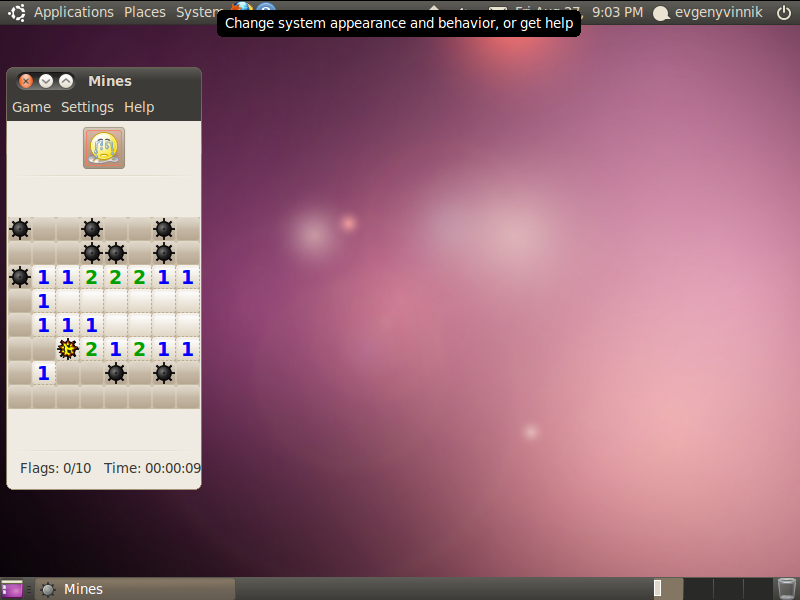 Applications Places System Fri Aug 27, 9:03 PM evgenyvinnik
Change system appearance and behavior, or get help
Mines
Game Settings Help
1 1 2 2 2 1 1
1
1 1 1
2 1 2 1 1
1
Flags: 0/10 Time: 00:00:09
Mines